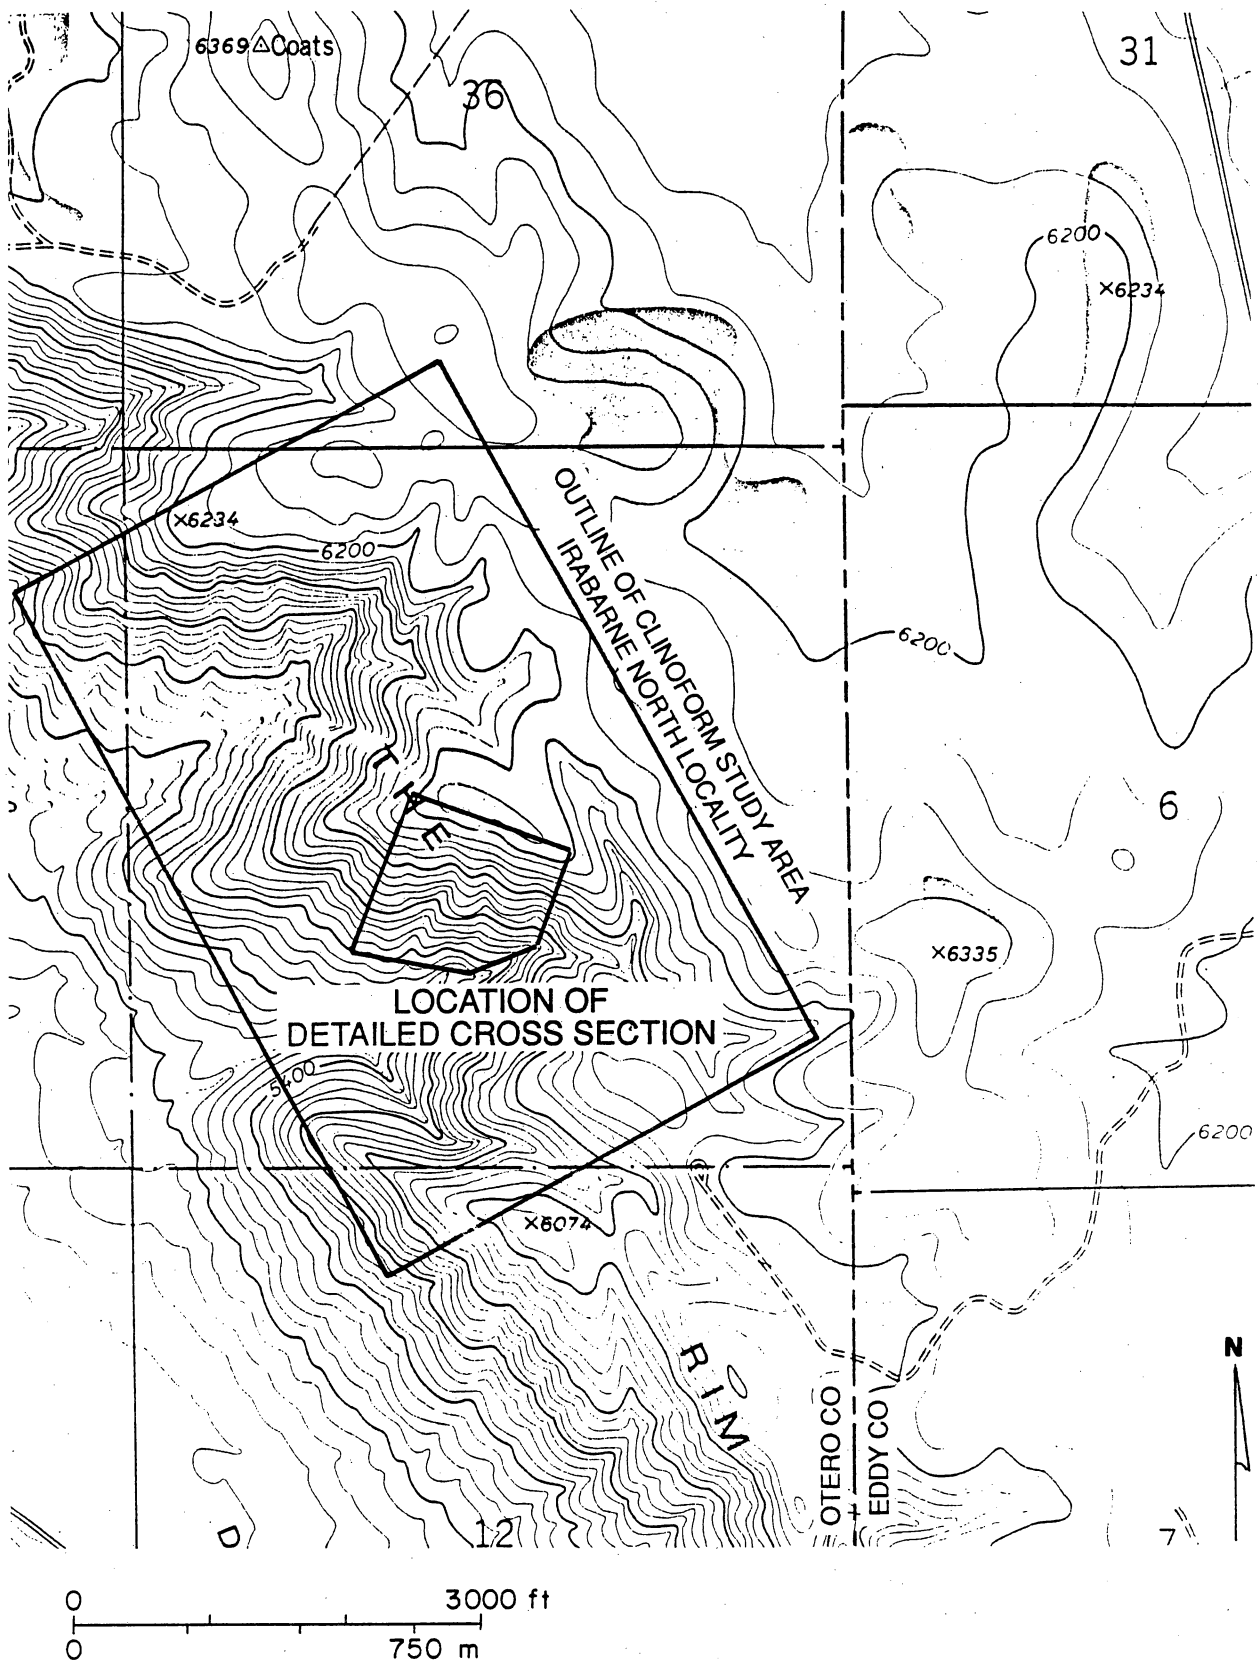 6369 Coats
36
31
6200
×6234
×6234
6200
OUTLINE OF CLINOFORM STUDY AREA
IRABARNE NORTH LOCALITY
6200
THE
6
×6335
LOCATION OF
DETAILED CROSS SECTION
5400
6200
×6074
RIM
N
OTERO CO
EDDY CO
D
12
7
0 3000 ft
0 750 m